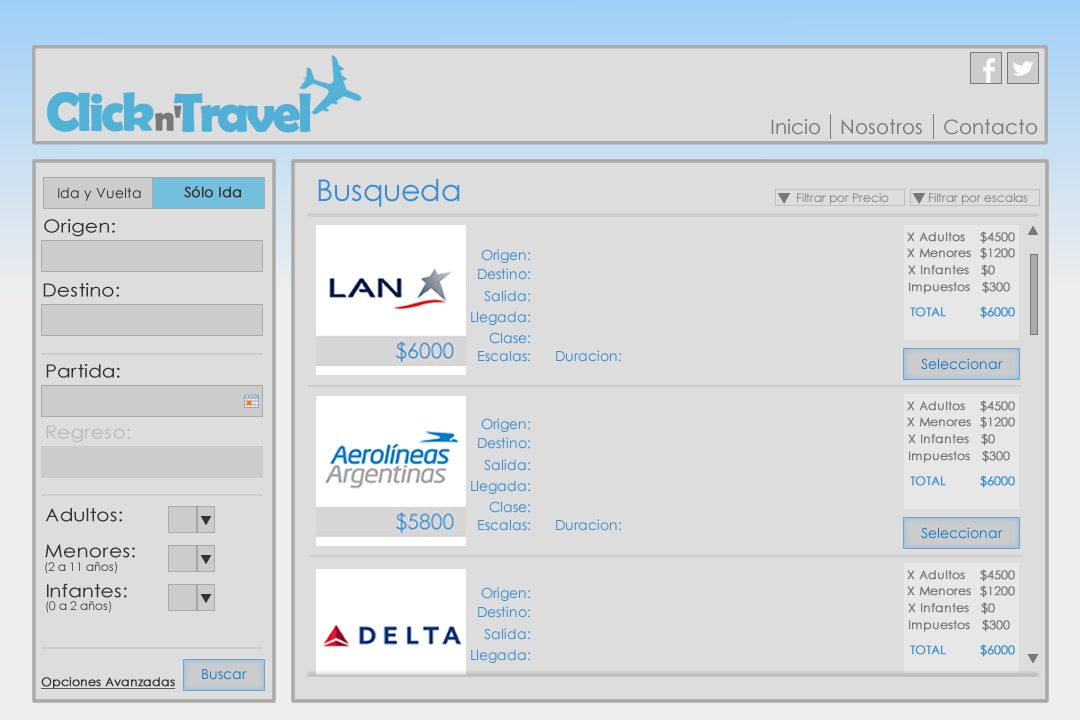 Click n' Travel
Inicio | Nosotros | Contacto
Ida y Vuelta
Sólo Ida
Origen:
Destino:
Partida:
Regreso:
Adultos:
Menores:
(2 a 11 años)
Infantes:
(0 a 2 años)
Opciones Avanzadas
Buscar
Busqueda
Filtrar por Precio
Filtrar por escalas
LAN
$6000
Origen:
Destino:
Salida:
Llegada:
Clase:
Escalas: Duracion:
X Adultos $4500
X Menores $1200
X Infantes $0
Impuestos $300
TOTAL $6000
Seleccionar
Aerolíneas
Argentinas
$5800
Origen:
Destino:
Salida:
Llegada:
Clase:
Escalas: Duracion:
X Adultos $4500
X Menores $1200
X Infantes $0
Impuestos $300
TOTAL $6000
Seleccionar
DELTA
Origen:
Destino:
Salida:
Llegada:
X Adultos $4500
X Menores $1200
X Infantes $0
Impuestos $300
TOTAL $6000